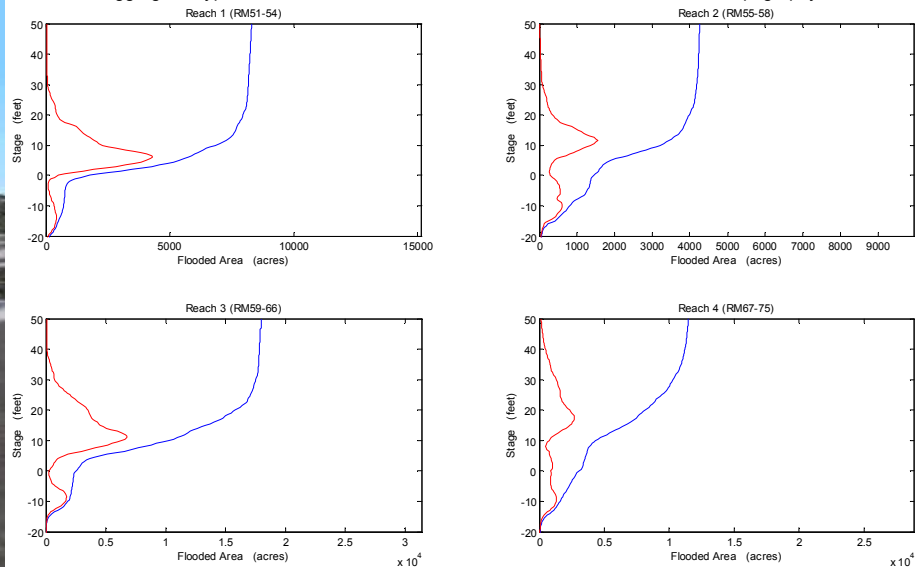 Reach 1 (RM51-54)
50
40
30
20
10
0
-10
-20
Stage (feet)
0 5000 10000 15000
Flooded Area (acres)
Reach 2 (RM55-58)
50
40
30
20
10
0
-10
-20
Stage (feet)
0 1000 2000 3000 4000 5000 6000 7000 8000 9000
Flooded Area (acres)
Reach 3 (RM59-66)
50
40
30
20
10
0
-10
-20
Stage (feet)
0 0.5 1 1.5 2 2.5 3
x 10^4
Flooded Area (acres)
Reach 4 (RM67-75)
50
40
30
20
10
0
-10
-20
Stage (feet)
0 0.5 1 1.5 2 2.5
x 10^4
Flooded Area (acres)